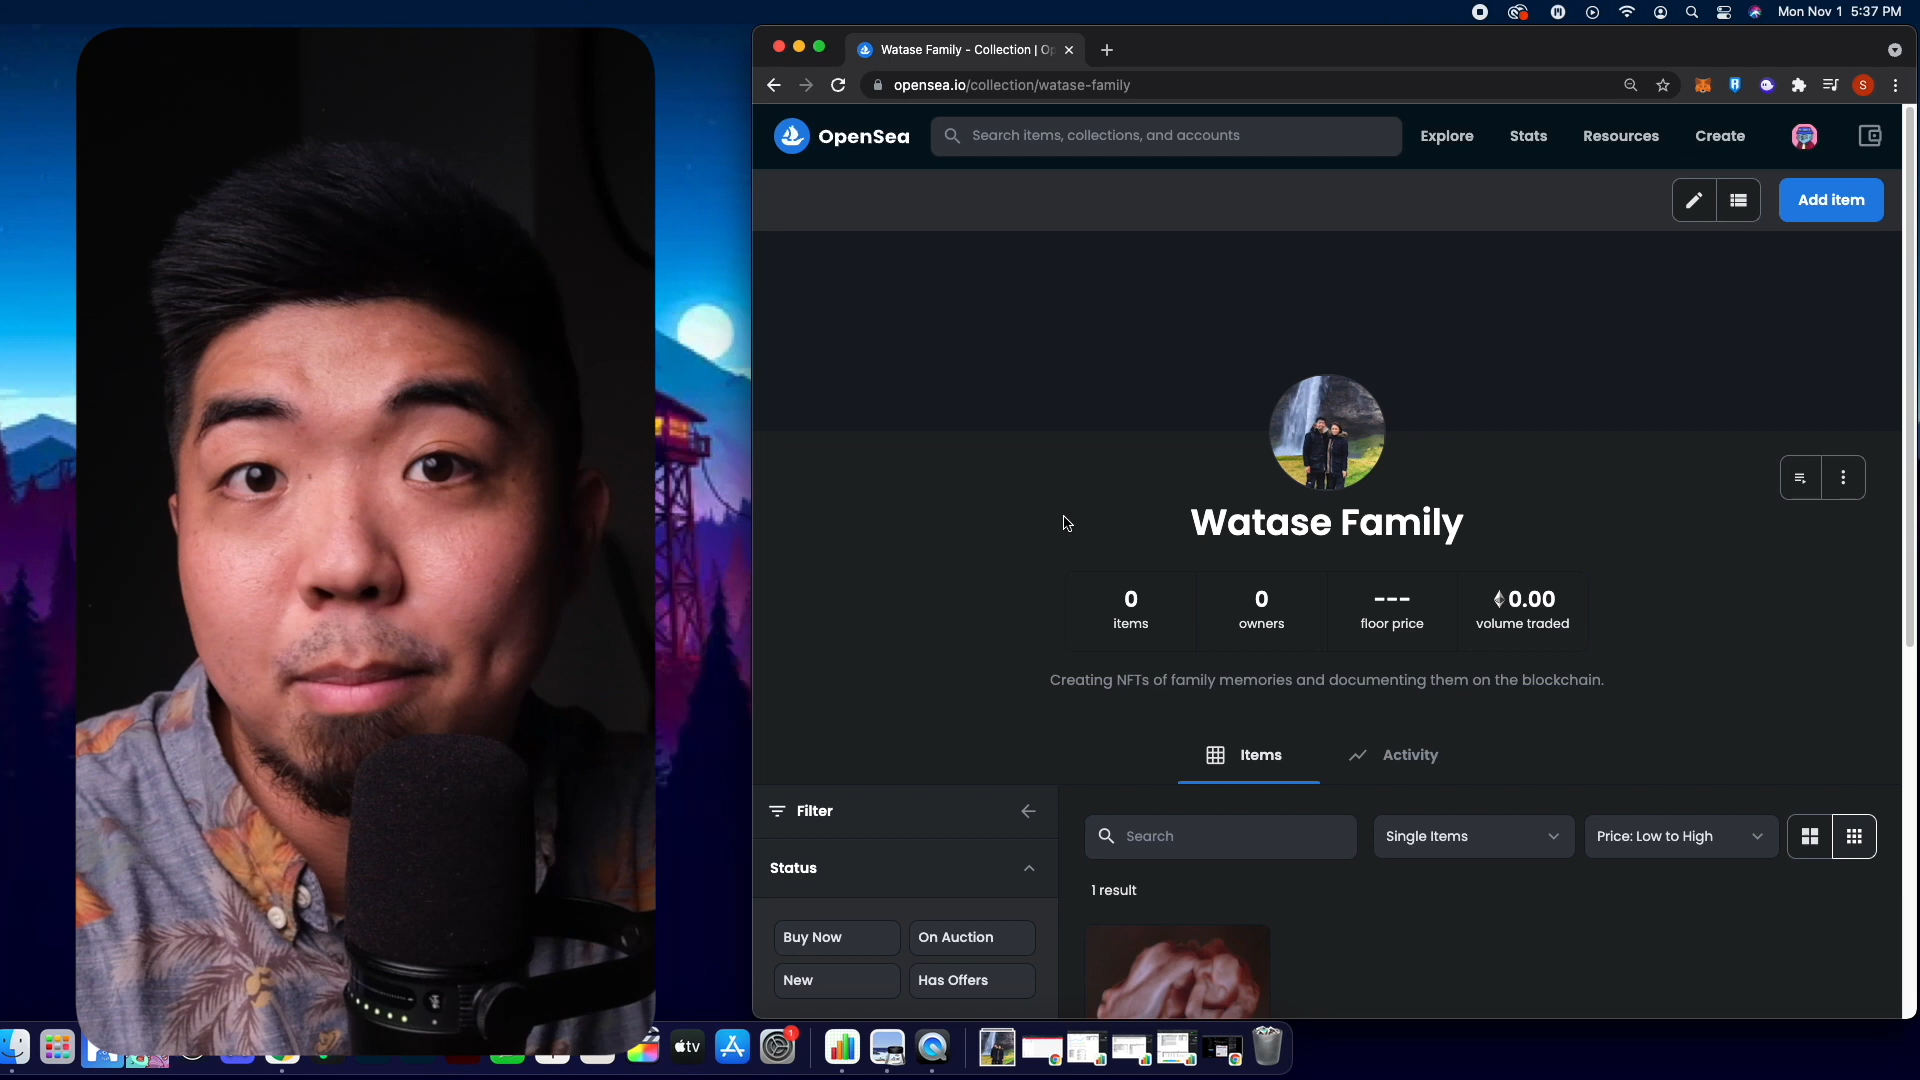 Mon Nov 1 5:37 PM
Watase Family - Collection | Op
opensea.io/collection/watase-family
S
OpenSea
Search items, collections, and accounts
Explore
Stats
Resources
Create
Add item
Watase Family
0
items
0
owners
---
floor price
0.00
volume traded
Creating NFTs of family memories and documenting them on the blockchain.
Items
Activity
Filter
Search
Single Items
Price: Low to High
Status
1 result
Buy Now
On Auction
New
Has Offers
tv
1